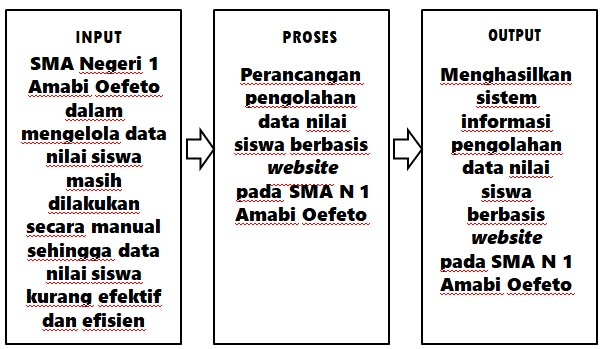 INPUT
SMA Negeri 1
Amabi Oefeto
dalam
mengelola data
nilai siswa
masih
dilakukan
secara manual
sehingga data
nilai siswa
kurang efektif
dan efisien
PROSES
Perancangan
pengolahan
data nilai
siswa berbasis
website
pada SMA N 1
Amabi Oefeto
OUTPUT
Menghasilkan
sistem
informasi
pengolahan
data nilai
siswa
berbasis
website
pada SMA N 1
Amabi Oefeto